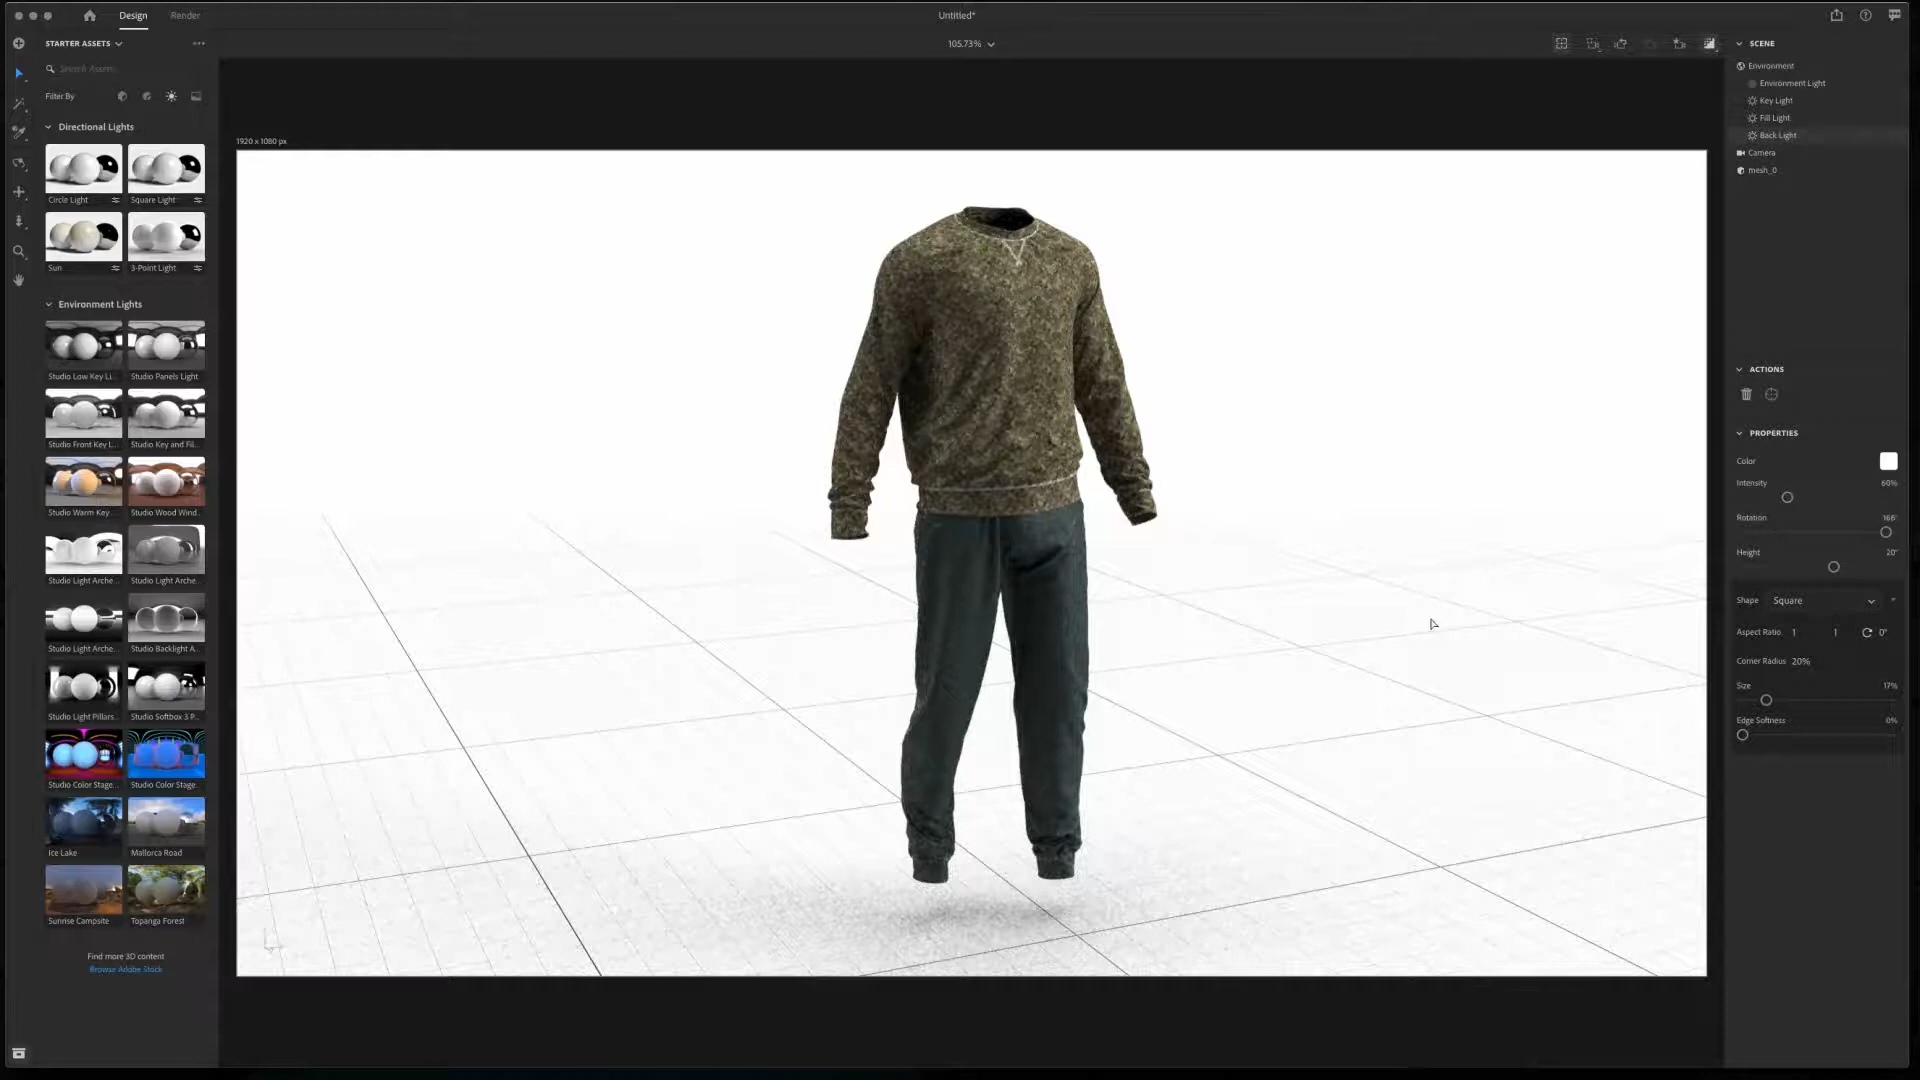 Design
Render
Untitled*
STARTER ASSETS
105.73%
Search Assets
Filter By
Directional Lights
Circle Light
Square Light
Sun
3-Point Light
Environment Lights
Studio Low Key Li...
Studio Panels Light
Studio Front Key L...
Studio Key and Fil...
Studio Warm Key
Studio Wood Wind...
Studio Light Arche...
Studio Light Arche...
Studio Light Arche...
Studio Backlight A...
Studio Light Pillars...
Studio Softbox 3 P...
Studio Color Stage...
Studio Color Stage
Ice Lake
Mallorca Road
Sunrise Campsite
Topanga Forest
Find more 3D content
Browse Adobe Stock
1920 x 1080 px
SCENE
Environment
Environment Light
Key Light
Fill Light
Back Light
Camera
mesh_0
ACTIONS
PROPERTIES
Color
Intensity 60%
Rotation 166°
Height 20°
Shape Square
Aspect Ratio 1 1 0°
Corner Radius 20%
Size 17%
Edge Softness 0%